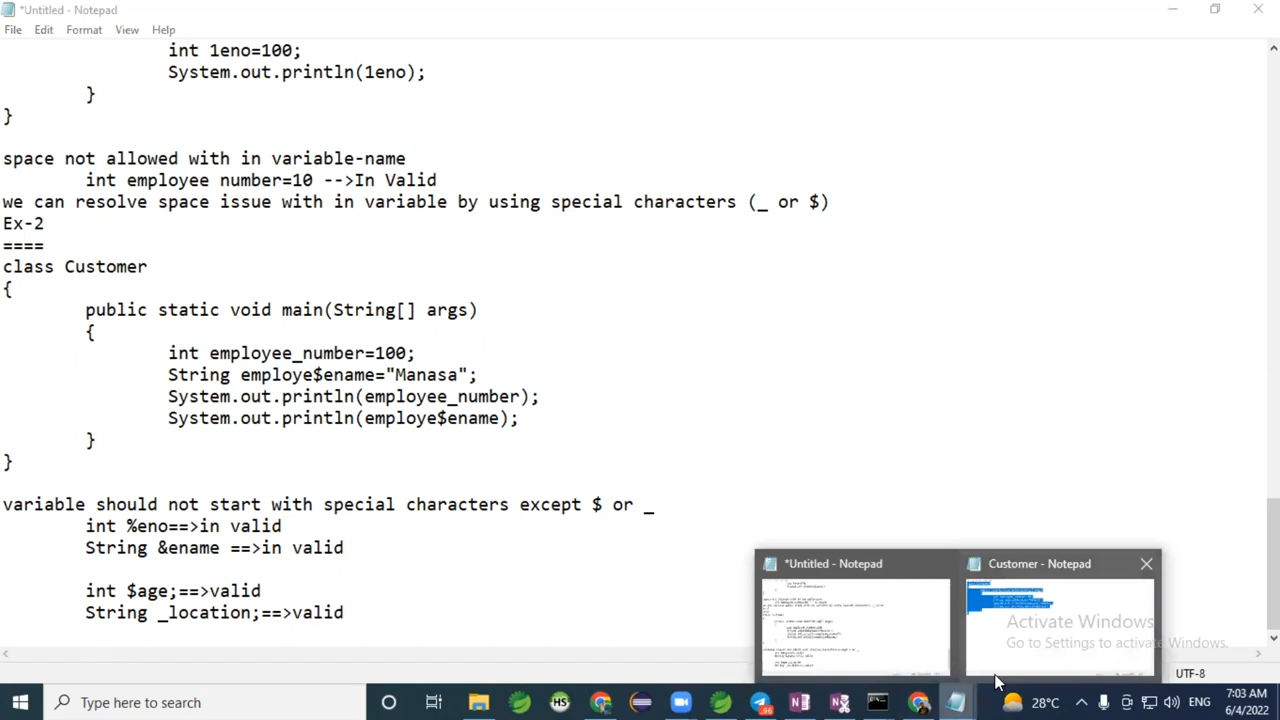 *Untitled - Notepad
File Edit Format View Help
int 1eno=100;
System.out.println(1eno);
}
}
space not allowed with in variable-name
int employee number=10 -->In Valid
we can resolve space issue with in variable by using special characters (_ or $)
Ex-2
====
class Customer
{
public static void main(String[] args)
{
int employee_number=100;
String employe$ename="Manasa";
System.out.println(employee_number);
System.out.println(employe$ename);
}
}
variable should not start with special characters except $ or _
int %eno==>in valid
String &ename ==>in valid
int $age;==>valid
String _location;==>valid
*Untitled - Notepad
Customer - Notepad
Activate Windows
Go to Settings to activate Windows.
UTF-8
Type here to search
HS
96
28°C
ENG
7:03 AM
6/4/2022